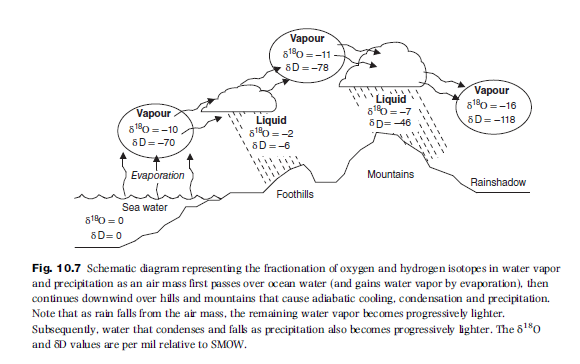 Vapour
δ18O = –11
δD = –78
Vapour
δ18O = –10
δD = –70
Liquid
δ18O = –2
δD = –6
Liquid
δ18O = –7
δD= –46
Vapour
δ18O = –16
δD = –118
Evaporation
Sea water
δ18O = 0
δD= 0
Foothills
Mountains
Rainshadow
Fig. 10.7 Schematic diagram representing the fractionation of oxygen and hydrogen isotopes in water vapor
and precipitation as an air mass first passes over ocean water (and gains water vapor by evaporation), then
continues downwind over hills and mountains that cause adiabatic cooling, condensation and precipitation.
Note that as rain falls from the air mass, the remaining water vapor becomes progressively lighter.
Subsequently, water that condenses and falls as precipitation also becomes progressively lighter. The δ18O
and δD values are per mil relative to SMOW.